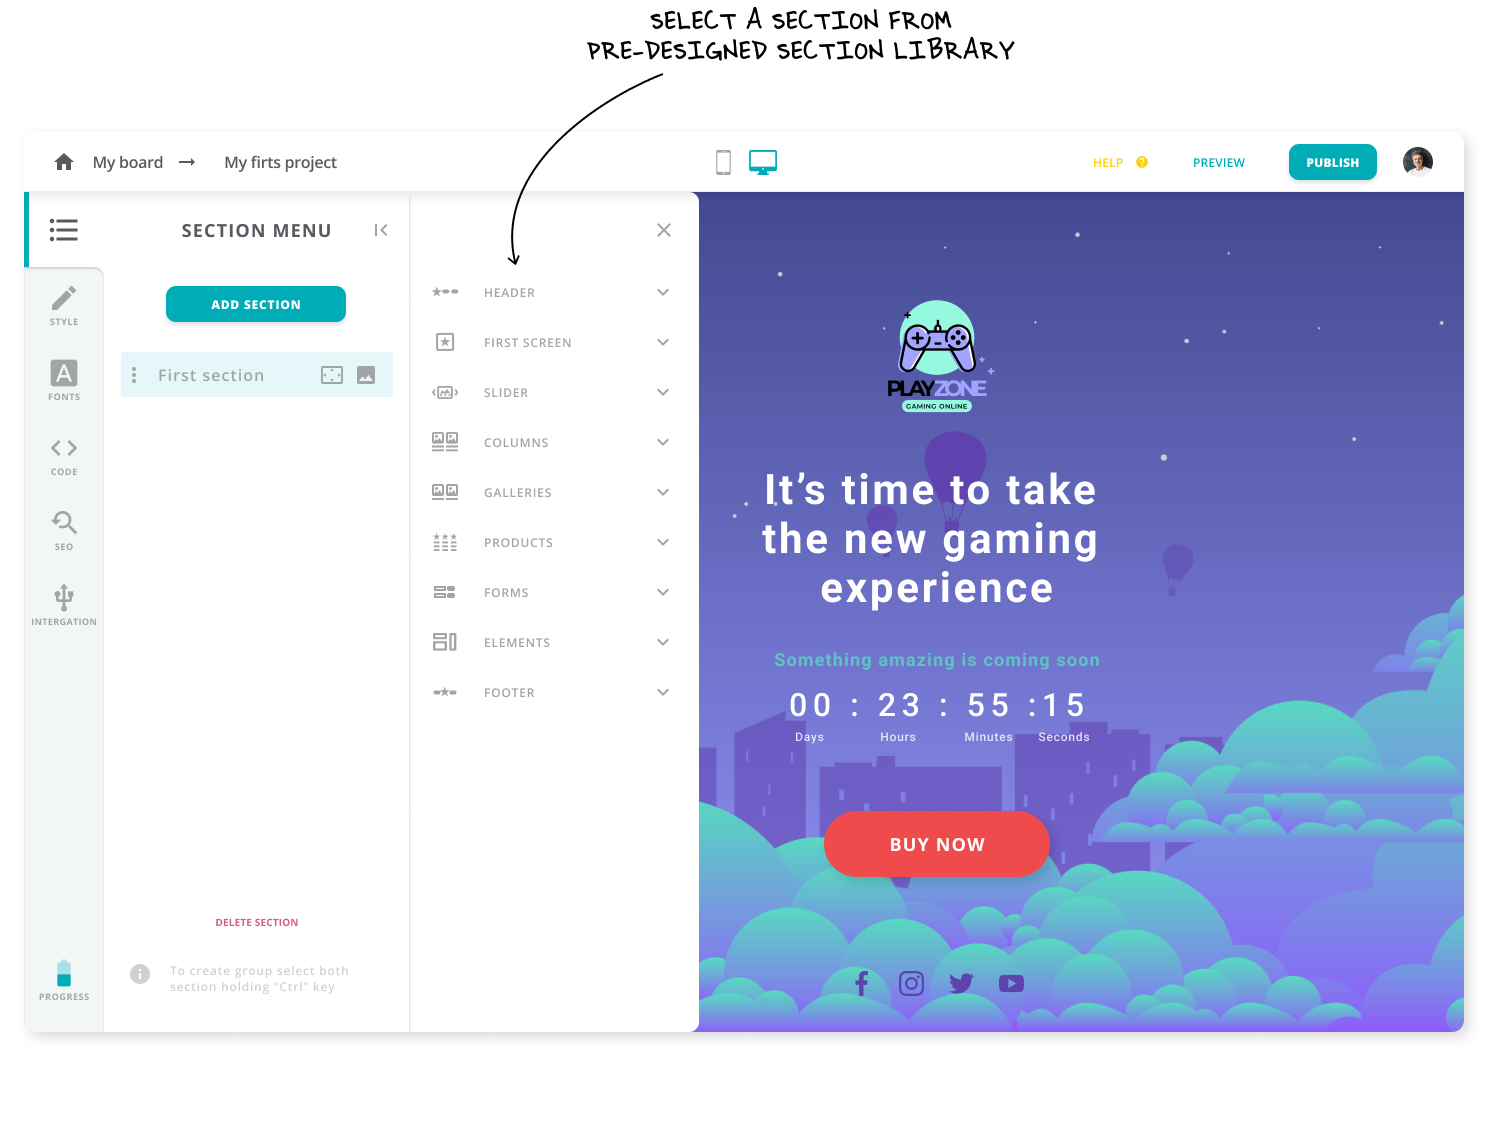 SELECT A SECTION FROM
PRE-DESIGNED SECTION LIBRARY
My board → My firts project
HELP
PREVIEW
PUBLISH
SECTION MENU
ADD SECTION
First section
STYLE
FONTS
CODE
SEO
INTERGATION
DELETE SECTION
To create group select both
section holding “Ctrl” key
PROGRESS
HEADER
FIRST SCREEN
SLIDER
COLUMNS
GALLERIES
PRODUCTS
FORMS
ELEMENTS
FOOTER
PLAYZONE
GAMING ONLINE
It’s time to take
the new gaming
experience
Something amazing is coming soon
00 : 23 : 55 :15
Days Hours Minutes Seconds
BUY NOW